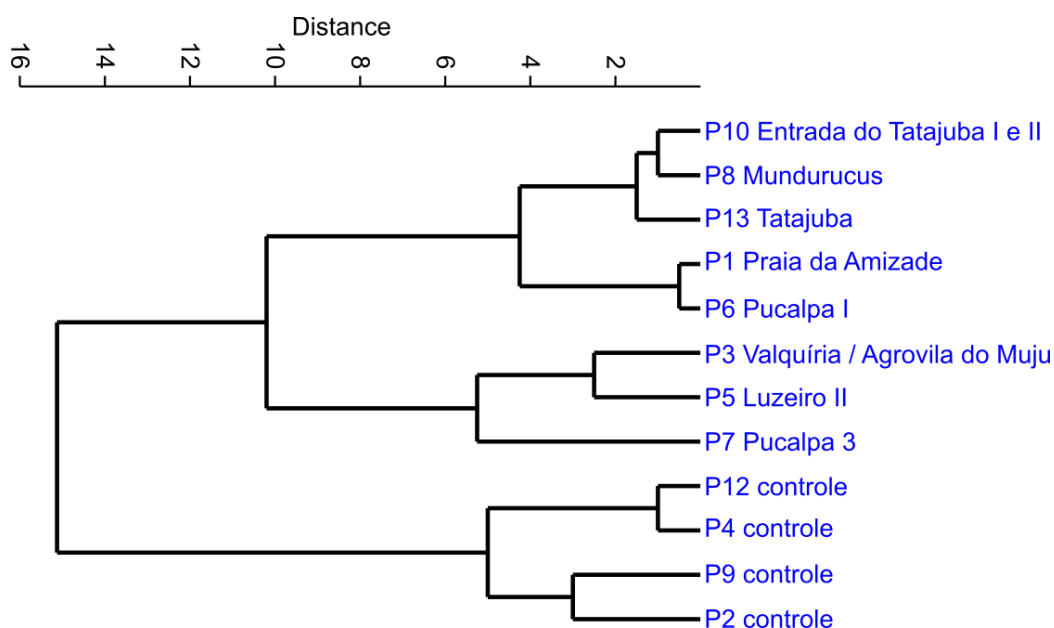 Distance
16 14 12 10 8 6 4 2
P10 Entrada do Tatajuba I e II
P8 Mundurucus
P13 Tatajuba
P1 Praia da Amizade
P6 Pucalpa I
P3 Valquíria / Agrovila do Muju
P5 Luzeiro II
P7 Pucalpa 3
P12 controle
P4 controle
P9 controle
P2 controle